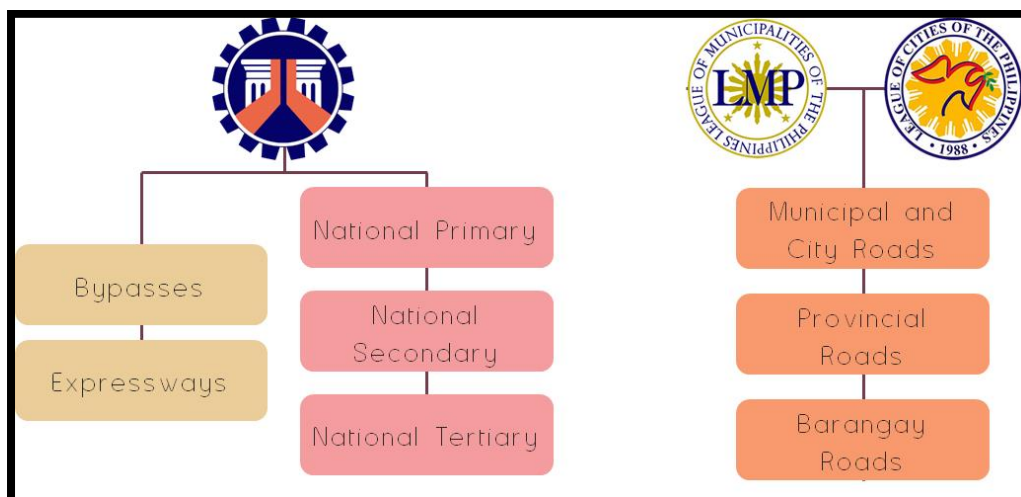 LEAGUE OF MUNICIPALITIES OF THE PHILIPPINES
LMP
LEAGUE OF CITIES OF THE PHILIPPINES
• 1988 •
Bypasses
Expressways
National Primary
National
Secondary
National Tertiary
Municipal and
City Roads
Provincial
Roads
Barangay
Roads